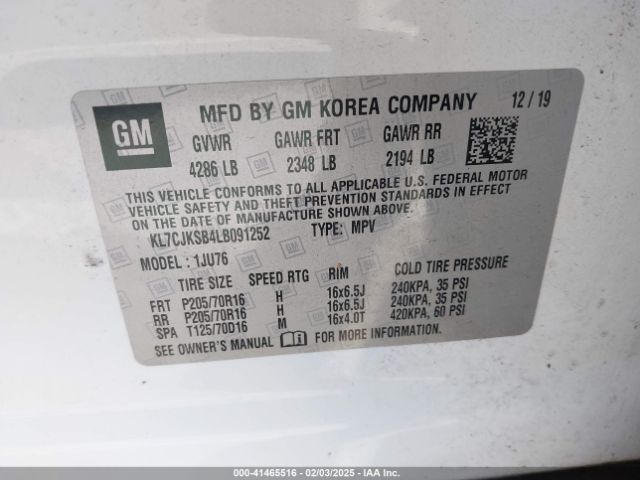 GM MFD BY GM KOREA COMPANY 12/19
GVWR GAWR FRT GAWR RR
4286 LB 2348 LB 2194 LB
THIS VEHICLE CONFORMS TO ALL APPLICABLE U.S. FEDERAL MOTOR
VEHICLE SAFETY AND THEFT PREVENTION STANDARDS IN EFFECT
ON THE DATE OF MANUFACTURE SHOWN ABOVE.
KL7CJKSB4LB091252 TYPE: MPV
MODEL : 1JU76
TIRE SIZE SPEED RTG RIM COLD TIRE PRESSURE
FRT P205/70R16 H 16x6.5J 240KPA, 35 PSI
RR P205/70R16 H 16x6.5J 240KPA, 35 PSI
SPA T125/70D16 M 16x4.0T 420KPA, 60 PSI
SEE OWNER'S MANUAL FOR MORE INFORMATION.
000-41465516 - 02/03/2025 - IAA Inc.